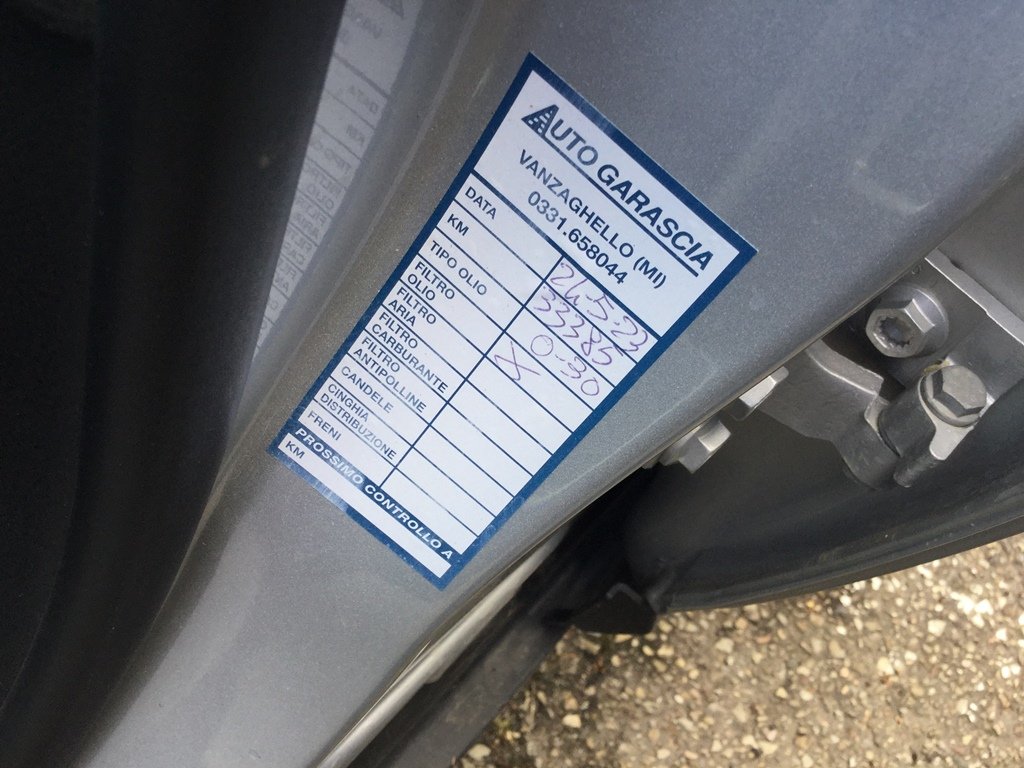 AUTO GARASCIA
VANZAGHELLO (MI)
0331.658044
DATA 24-5-23
KM 33385
TIPO OLIO 0-30
FILTRO OLIO X
FILTRO ARIA
FILTRO CARBURANTE
FILTRO ANTIPOLLINE
CANDELE
CINGHIA DISTRIBUZIONE
FRENI
PROSSIMO CONTROLLO A
KM